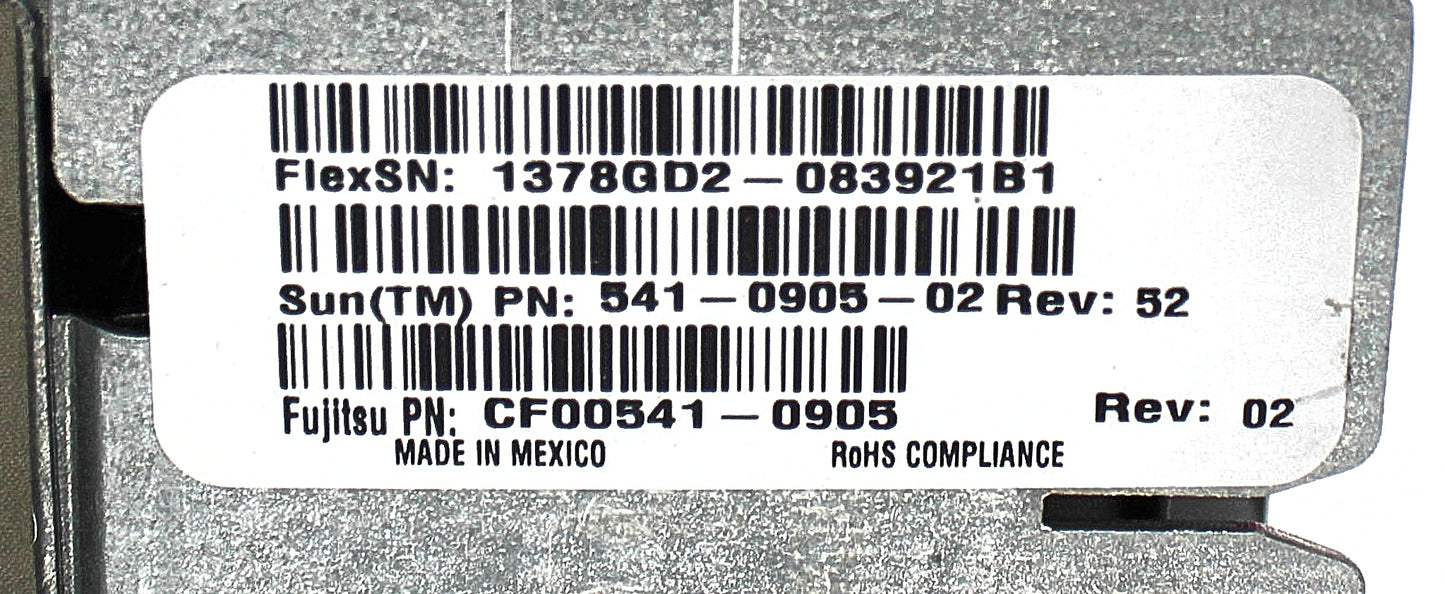 FlexSN: 1378GD2-083921B1
Sun(TM) PN: 541-0905-02 Rev: 52
Fujitsu PN: CF00541-0905 Rev: 02
MADE IN MEXICO RoHS COMPLIANCE